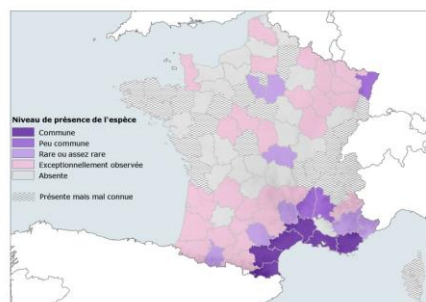 Niveau de présence de l'espèce
Commune
Peu commune
Rare ou assez rare
Exceptionnellement observée
Absente
Présente mais mal connue